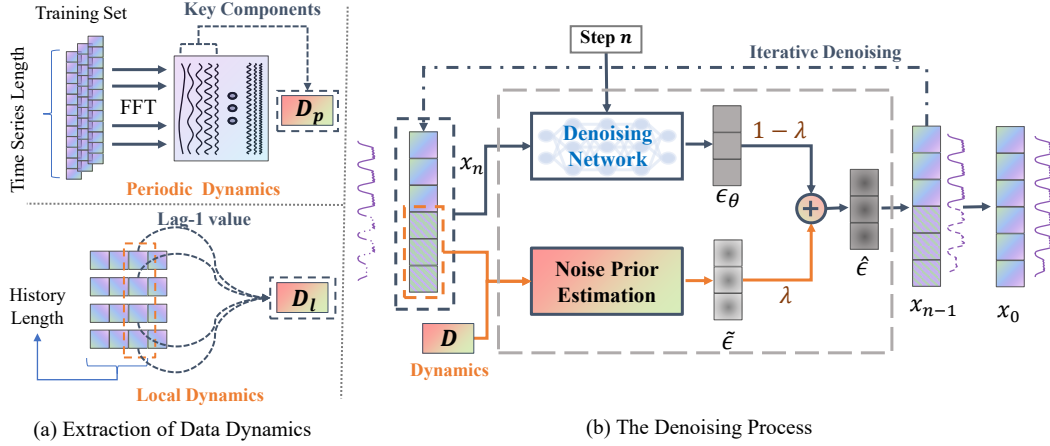 Training Set
Key Components
Time Series Length
FFT
D_p
Periodic Dynamics
Lag-1 value
History
Length
D_l
Local Dynamics
(a) Extraction of Data Dynamics
Step n
Iterative Denoising
x_n
Denoising
Network
1 − λ
ϵ_θ
+
ϵ̂
Noise Prior
Estimation
λ
ϵ̃
D
Dynamics
x_{n−1}
x_0
(b) The Denoising Process